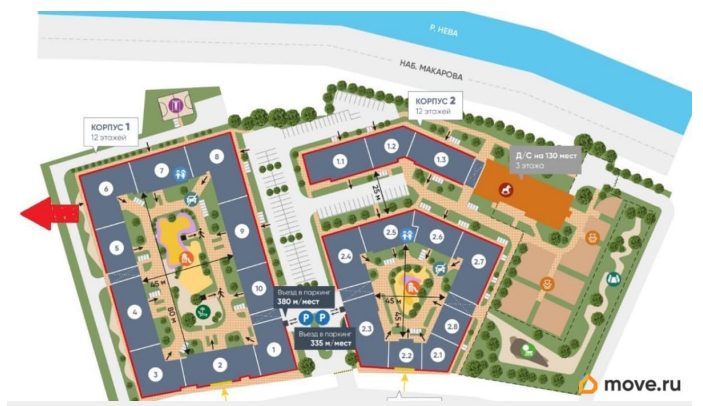 Р. НЕВА
НАБ. МАКАРОВА
КОРПУС 1
12 этажей
КОРПУС 2
12 этажей
Д/С на 130 мест
3 этажа
1.1
1.2
1.3
8
7
6
9
5
10
4
3
2
1
45 м
80 м
25 м
2.5
2.6
2.4
2.7
2.3
2.8
2.2
2.1
45 м
45 м
Въезд в паркинг
380 м/мест
P P
Въезд в паркинг
335 м/мест
move.ru